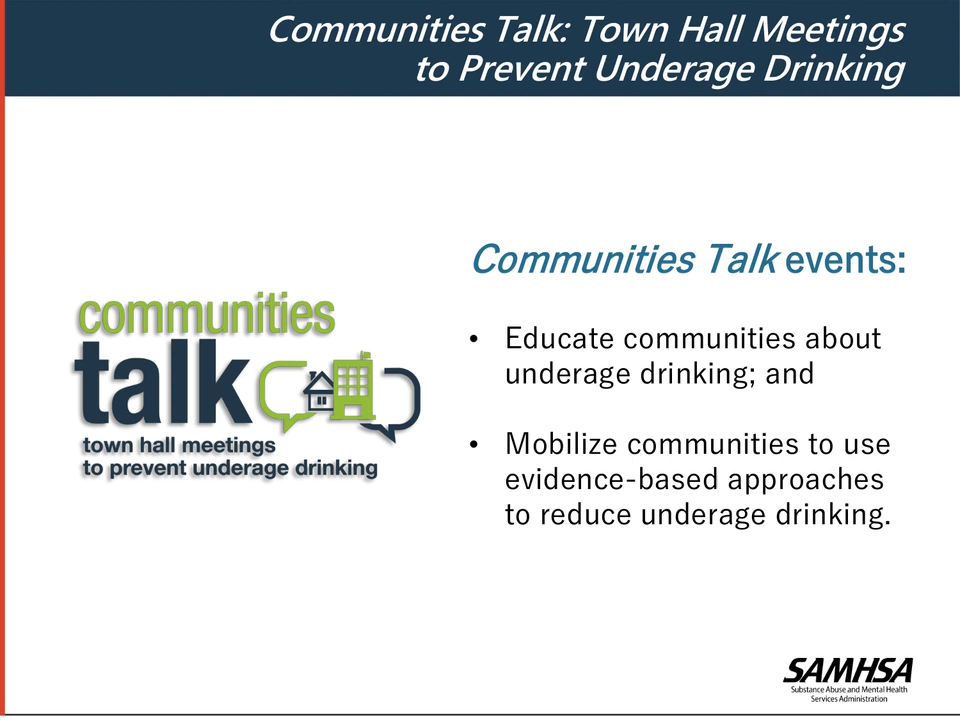 Communities Talk: Town Hall Meetings
to Prevent Underage Drinking
communities
talk
town hall meetings
to prevent underage drinking
Communities Talk events:
• Educate communities about
underage drinking; and
• Mobilize communities to use
evidence-based approaches
to reduce underage drinking.
SAMHSA
Substance Abuse and Mental Health
Services Administration